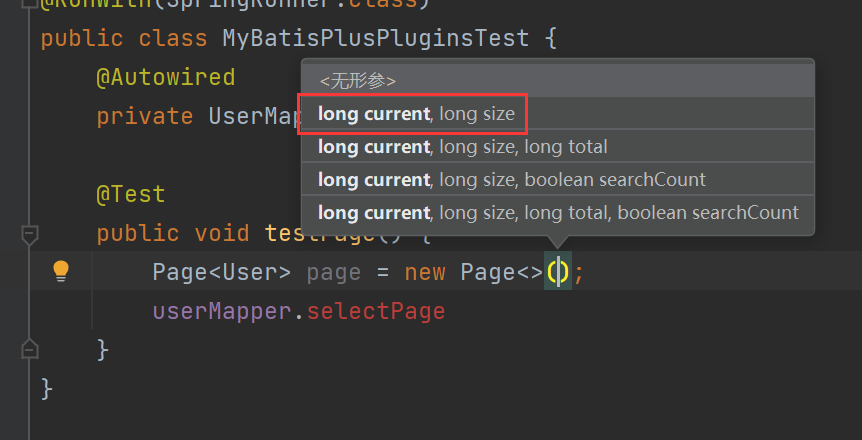 @RunWith(SpringRunner.class)
public class MyBatisPlusPluginsTest {
@Autowired
<无形参>
private UserMap
long current, long size
long current, long size, long total
long current, long size, boolean searchCount
@Test
long current, long size, long total, boolean searchCount
public void testPage() {
Page<User> page = new Page<>();
userMapper.selectPage
}
}